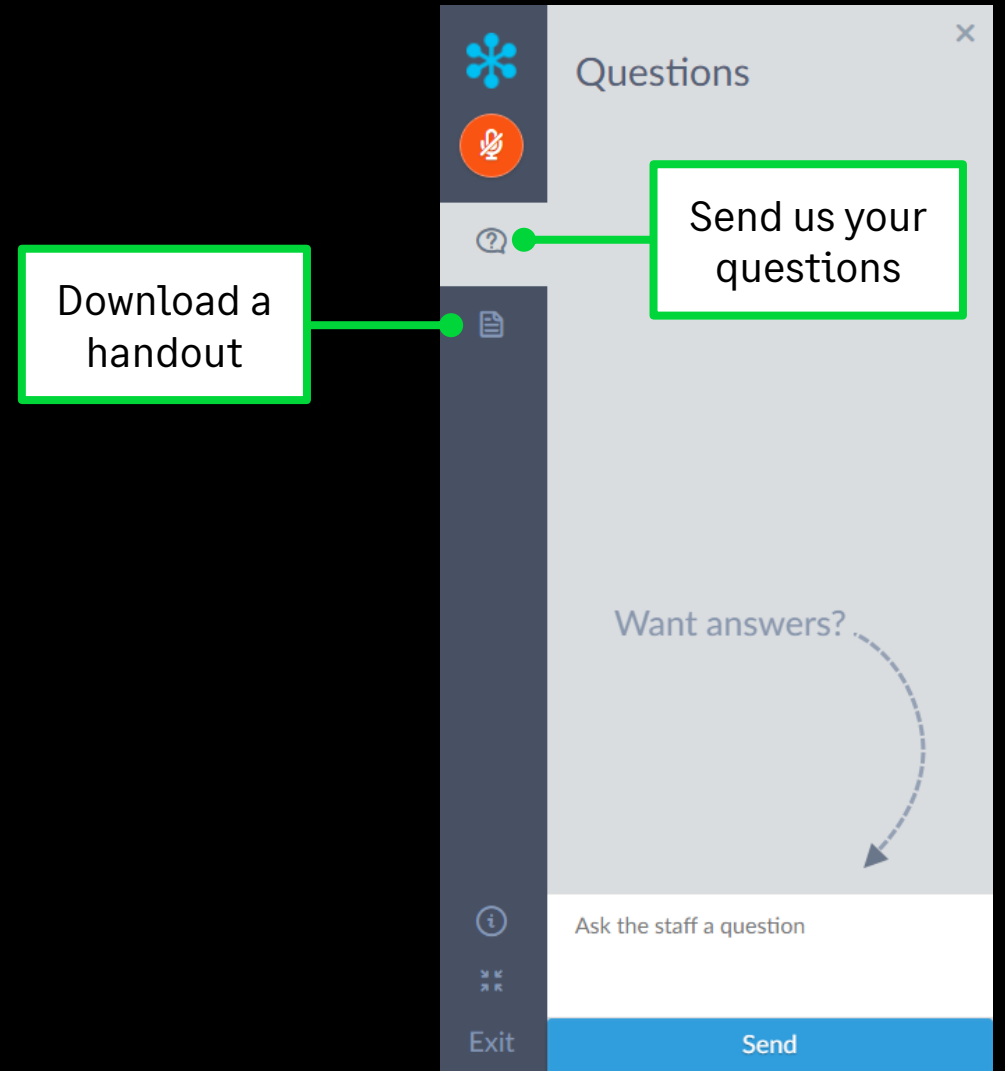 Questions
Send us your
questions
Download a
handout
Want answers?
Ask the staff a question
Exit
Send